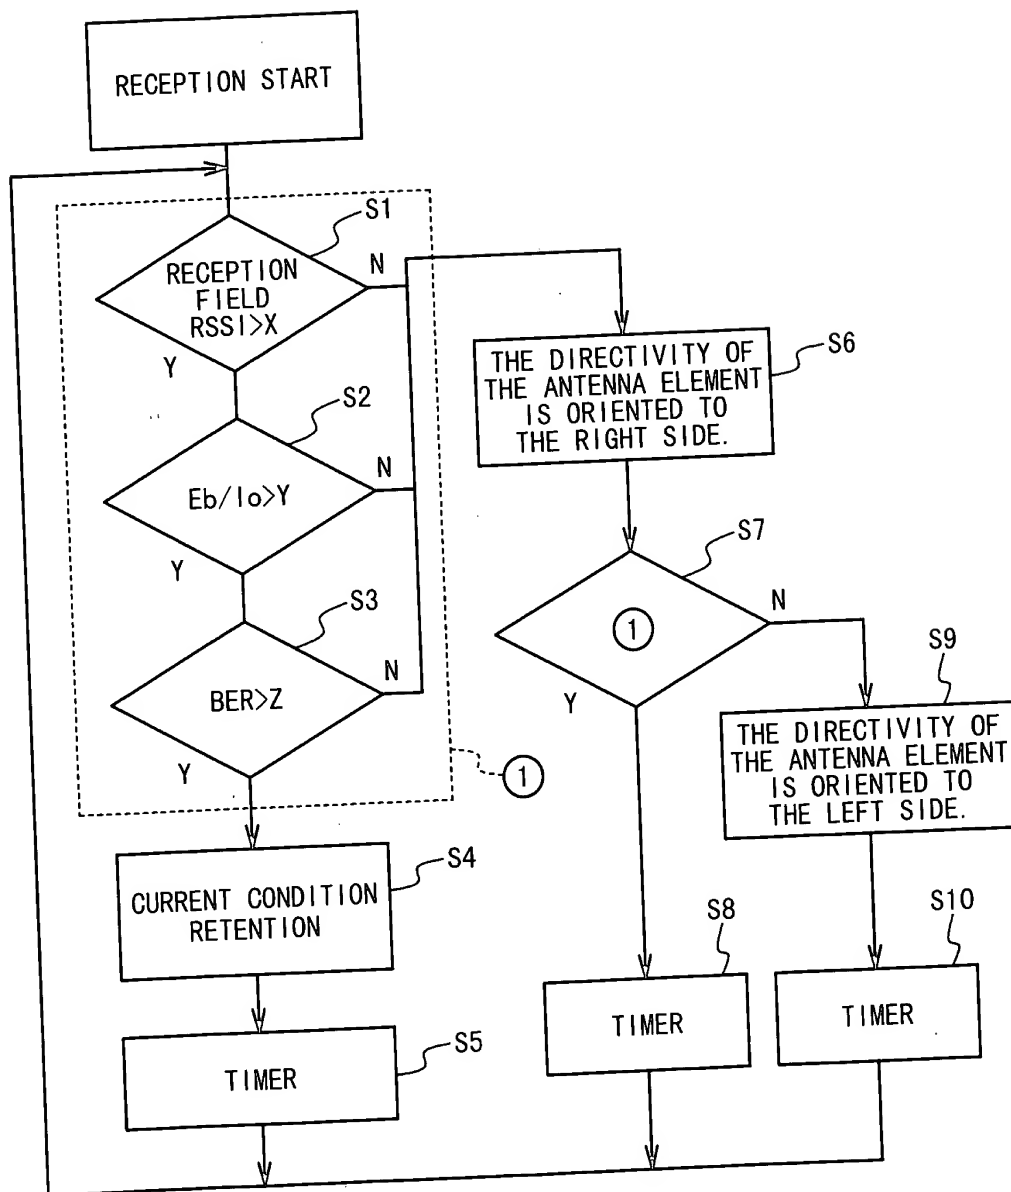 RECEPTION START
S1
RECEPTION
FIELD
RSSI>X
N
Y
S2
Eb/Io>Y
N
Y
S3
BER>Z
N
Y
1
CURRENT CONDITION
RETENTION
S4
TIMER
S5
THE DIRECTIVITY OF
THE ANTENNA ELEMENT
IS ORIENTED TO
THE RIGHT SIDE.
S6
S7
1
N
Y
S9
THE DIRECTIVITY OF
THE ANTENNA ELEMENT
IS ORIENTED TO
THE LEFT SIDE.
S8
TIMER
S10
TIMER